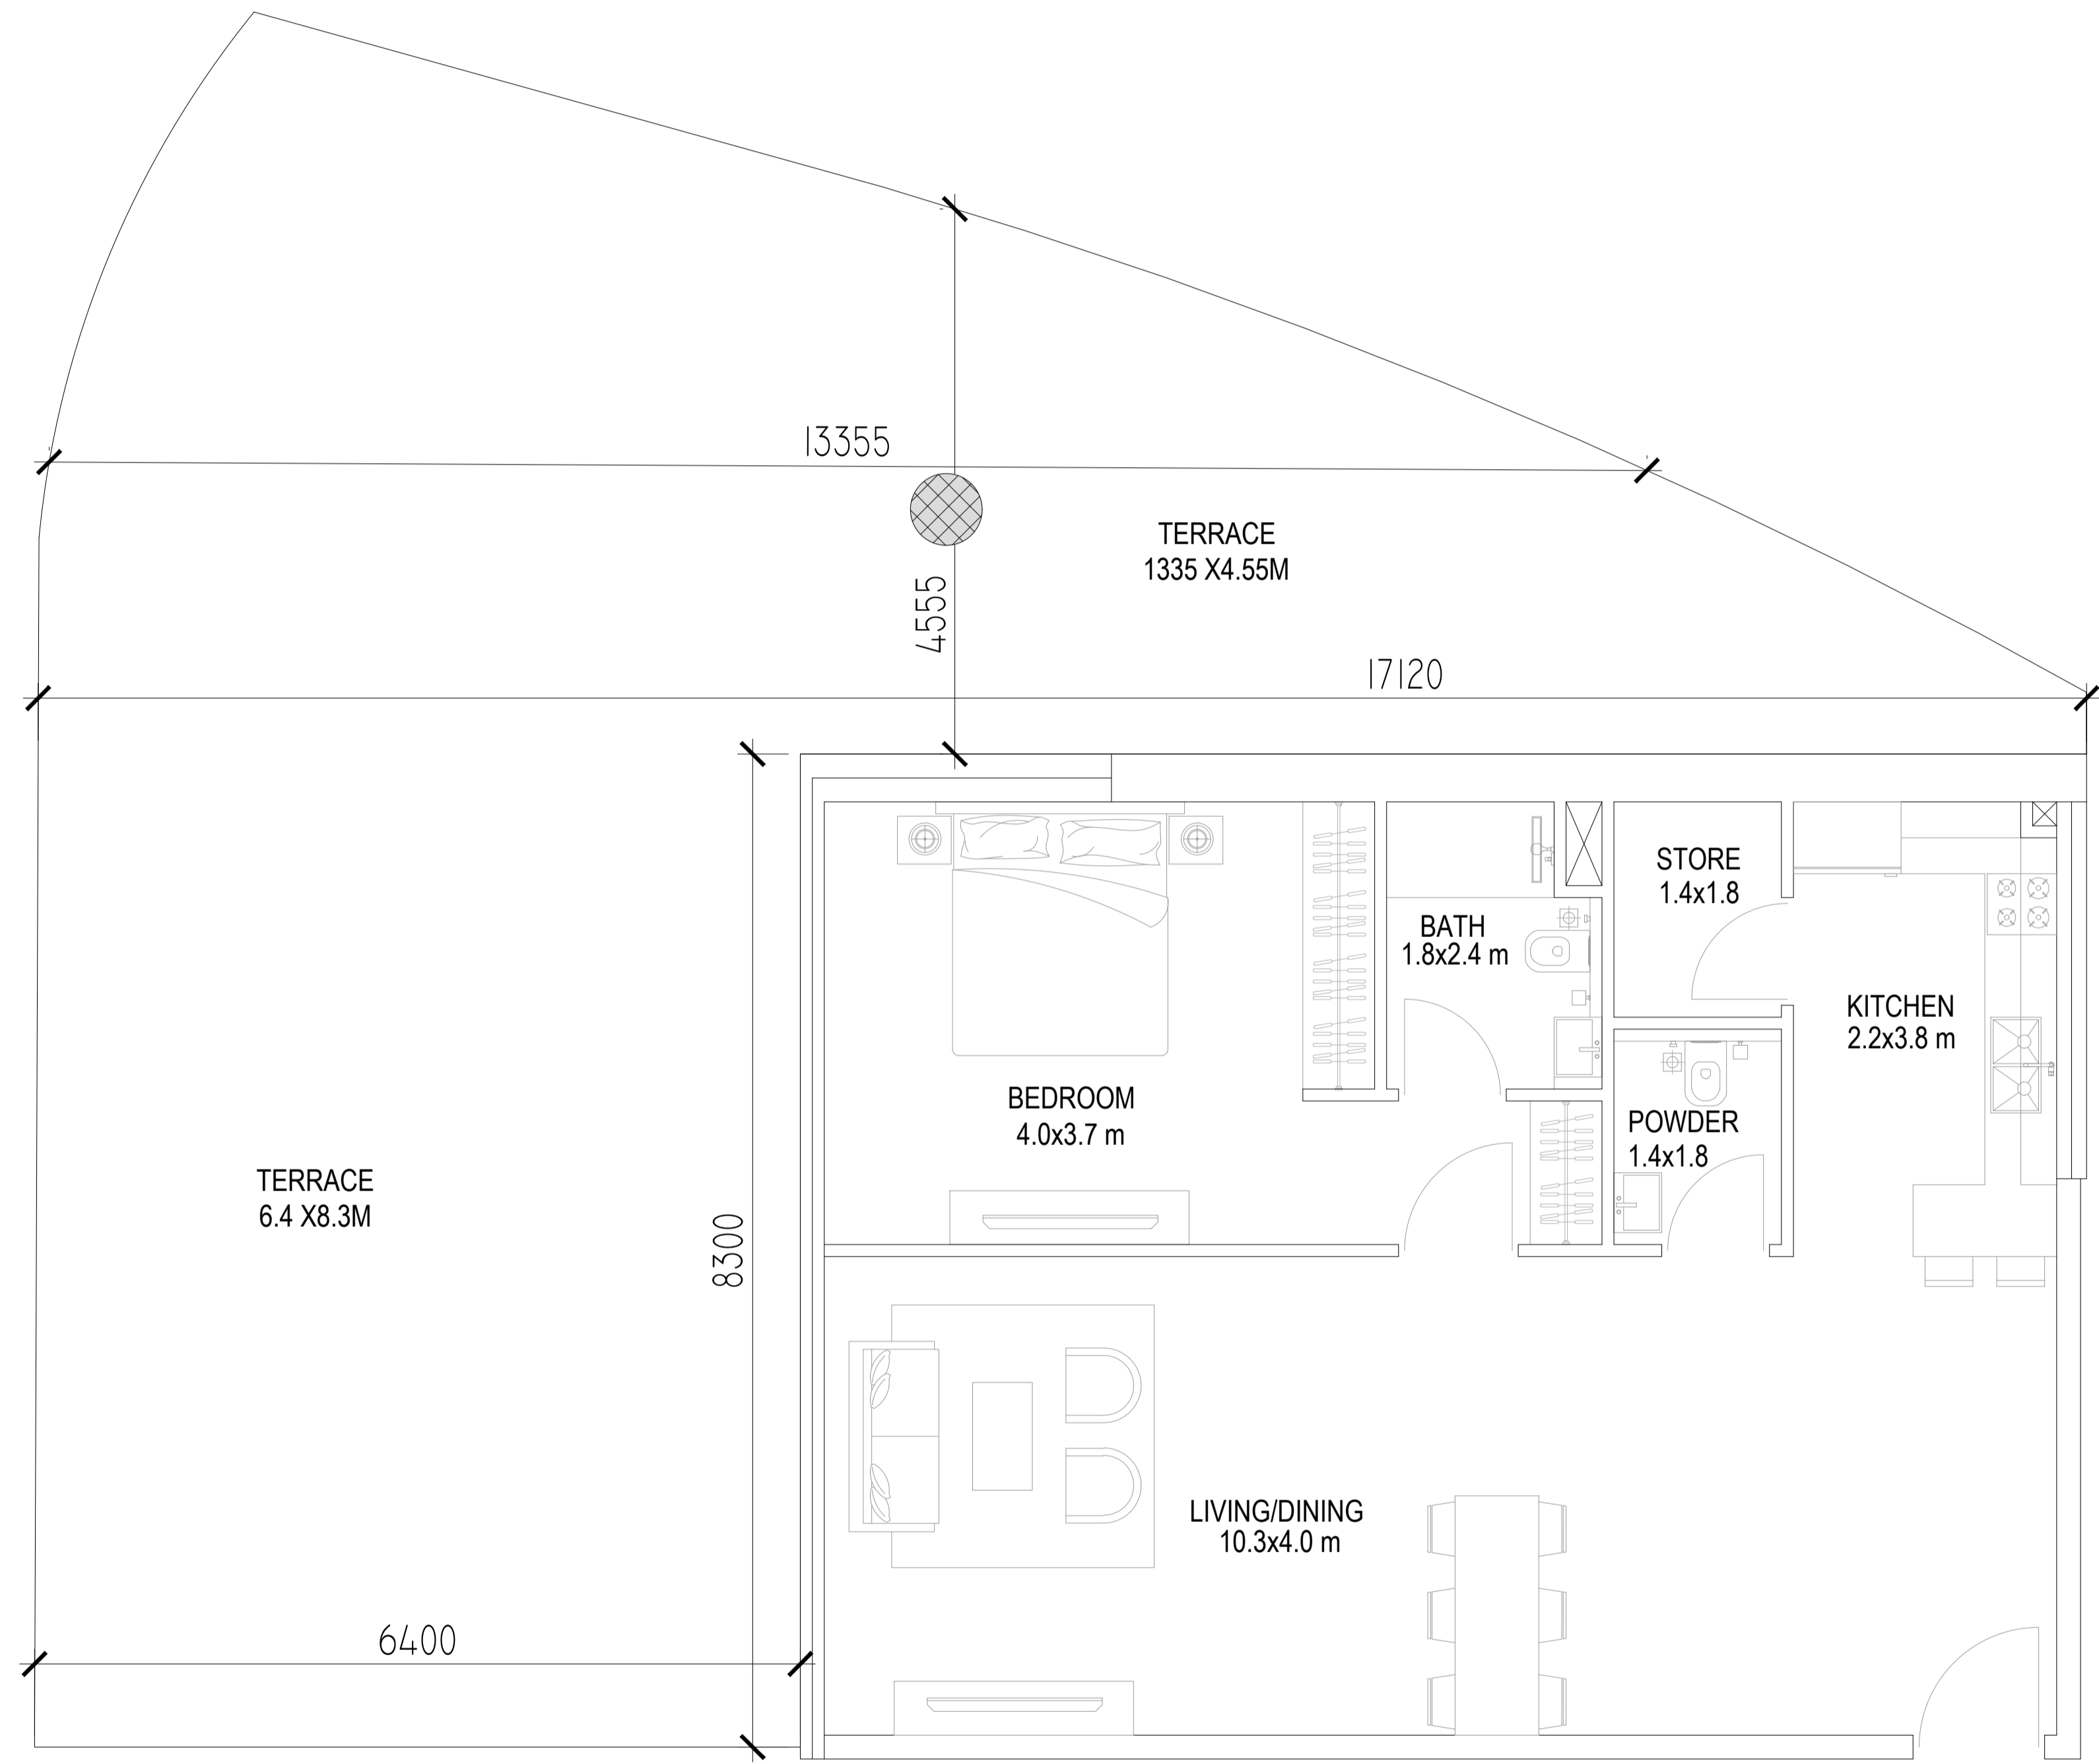 13355
TERRACE
1335 X4.55M
4555
17120
STORE
1.4x1.8
BATH
1.8x2.4 m
KITCHEN
2.2x3.8 m
BEDROOM
4.0x3.7 m
POWDER
1.4x1.8
TERRACE
6.4 X8.3M
8300
LIVING/DINING
10.3x4.0 m
6400